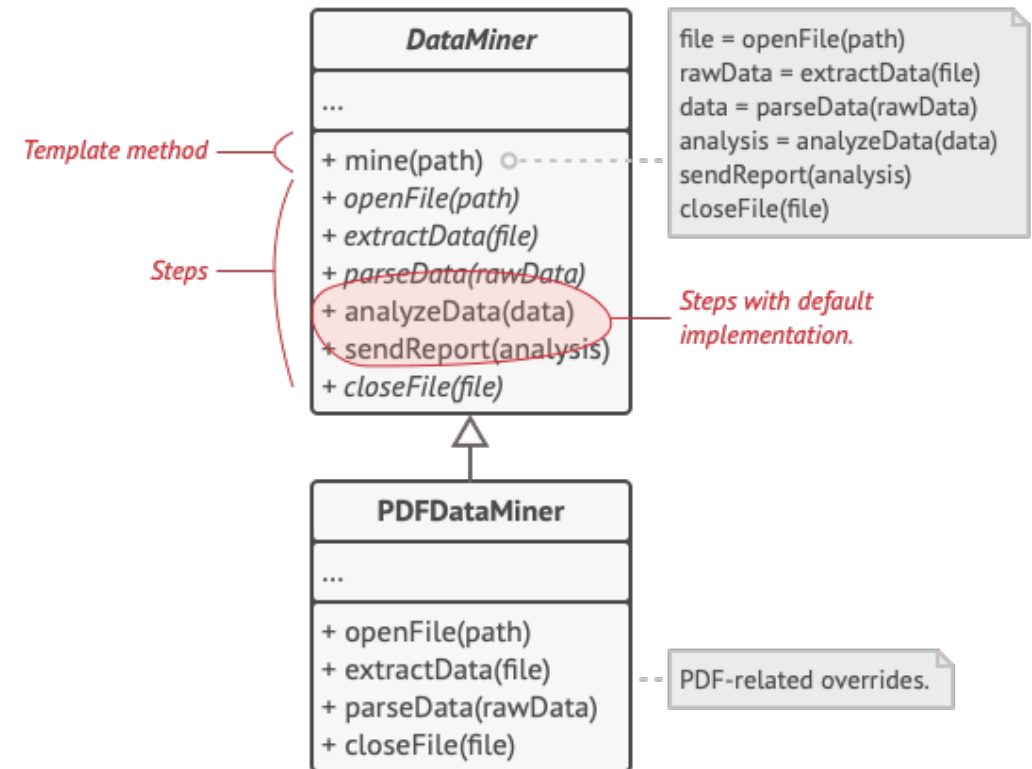 DataMiner
...
Template method
+ mine(path)
file = openFile(path)
rawData = extractData(file)
data = parseData(rawData)
analysis = analyzeData(data)
sendReport(analysis)
closeFile(file)
Steps
+ openFile(path)
+ extractData(file)
+ parseData(rawData)
+ analyzeData(data)
+ sendReport(analysis)
+ closeFile(file)
Steps with default
implementation.
PDFDataMiner
...
+ openFile(path)
+ extractData(file)
+ parseData(rawData)
+ closeFile(file)
PDF-related overrides.